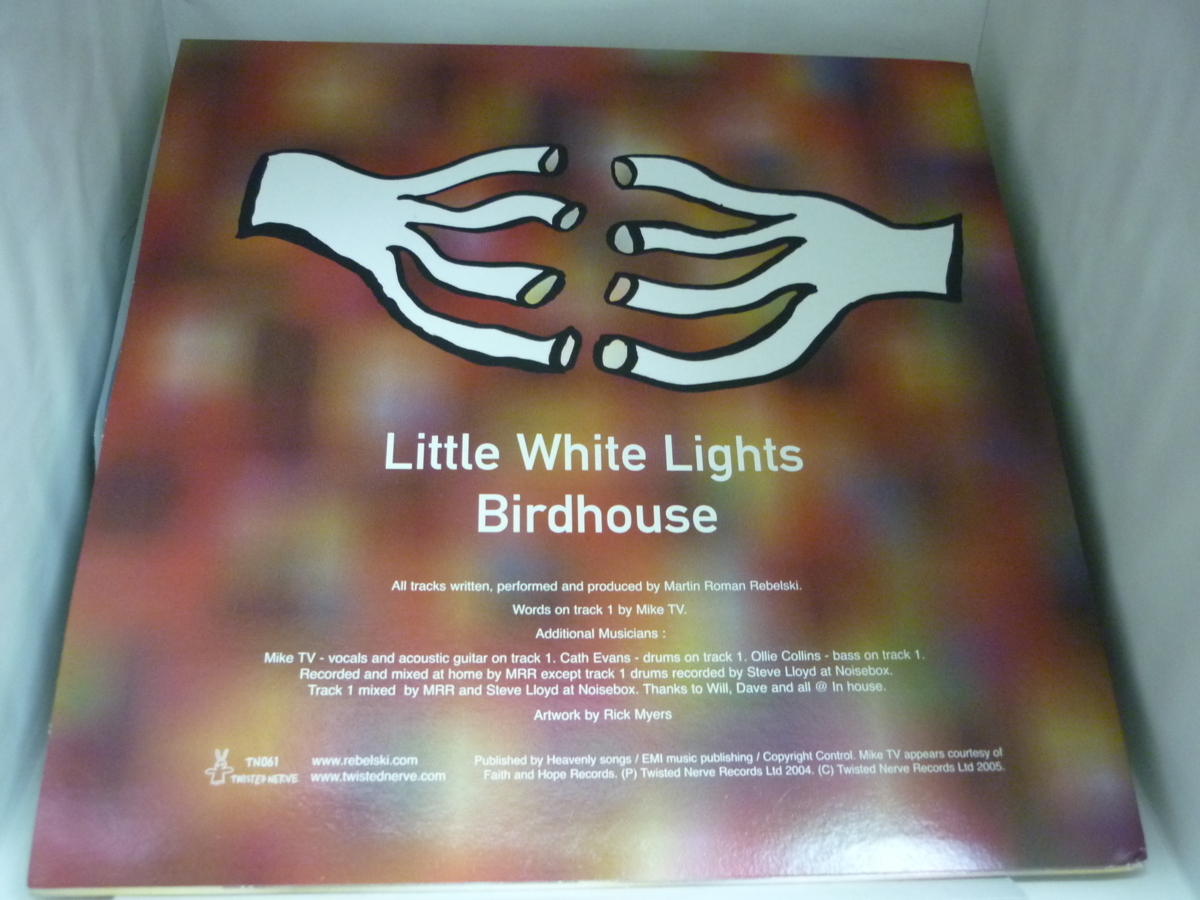 Little White Lights
Birdhouse
All tracks written, performed and produced by Martin Roman Rebelski.
Words on track 1 by Mike TV.
Additional Musicians :
Mike TV - vocals and acoustic guitar on track 1. Cath Evans - drums on track 1. Ollie Collins - bass on track 1.
Recorded and mixed at home by MRR except track 1 drums recorded by Steve Lloyd at Noisebox.
Track 1 mixed by MRR and Steve Lloyd at Noisebox. Thanks to Will, Dave and all @ In house.
Artwork by Rick Myers
TN061
TWISTED NERVE
www.rebelski.com
www.twistednerve.com
Published by Heavenly songs / EMI music publishing / Copyright Control. Mike TV appears courtesy of
Faith and Hope Records. (P) Twisted Nerve Records Ltd 2004. (C) Twisted Nerve Records Ltd 2005.